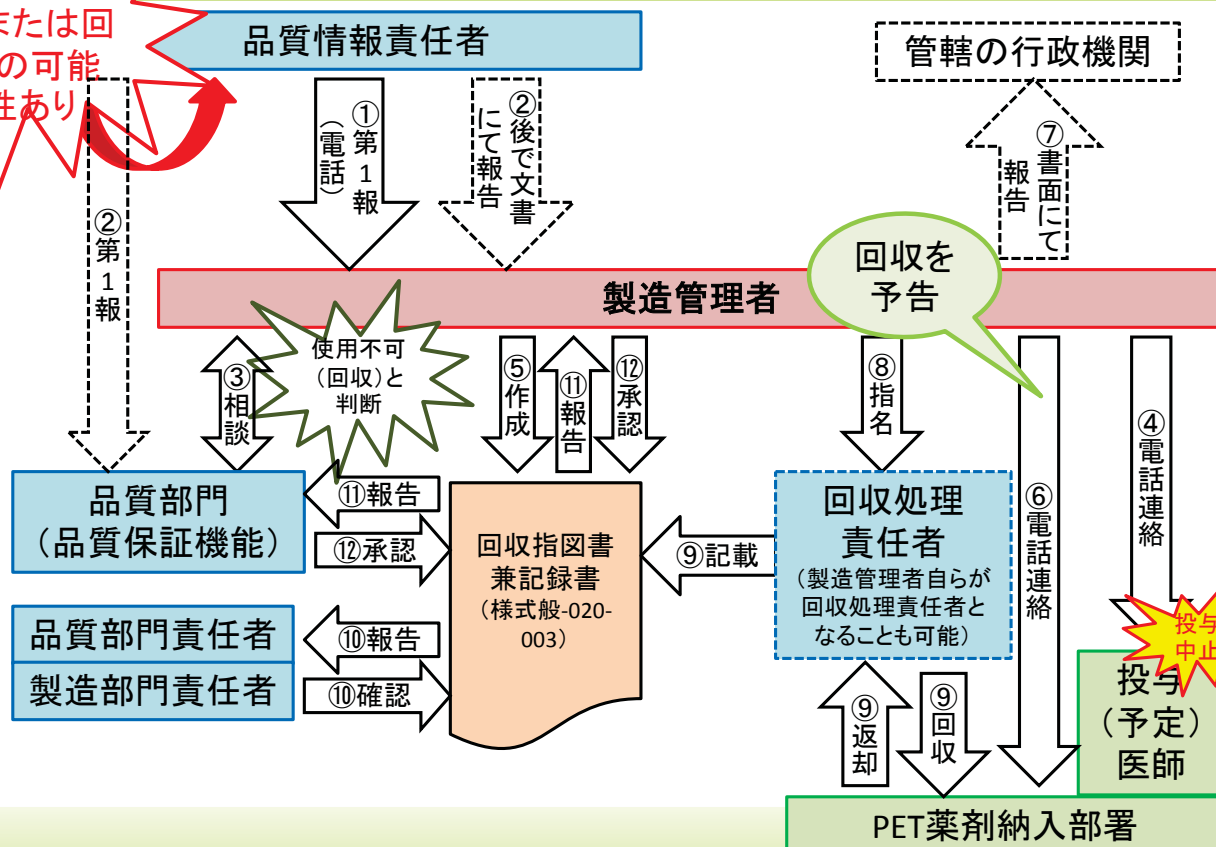 または回
の可能
性あり
品質情報責任者
管轄の行政機関
①第1報
（電話）
②後で文書
にて報告
⑦書面にて
報告
②第1報
回収を
予告
製造管理者
使用不可
（回収）と
判断
③相談
⑤作成
⑪報告
⑫承認
⑧指名
④電話連絡
⑥電話連絡
品質部門
（品質保証機能）
⑪報告
⑫承認
回収指図書
兼記録書
（様式般-020-
003）
⑨記載
回収処理
責任者
（製造管理者自らが
回収処理責任者と
なることも可能）
品質部門責任者
製造部門責任者
⑩報告
⑩確認
⑨返却
⑨回収
投与
中止
投与
（予定）
医師
PET薬剤納入部署